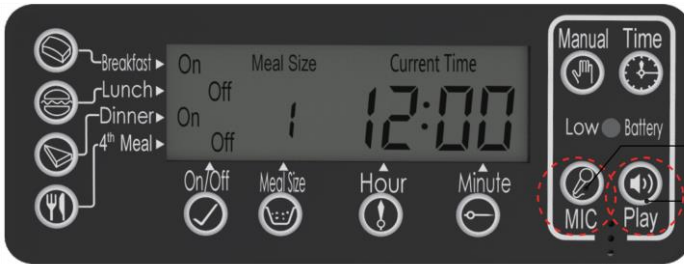 Manual Time
Breakfast On Meal Size Current Time
Lunch Off
Dinner On 1 12:00
4th Meal Off
Low Battery
On/Off Meal Size Hour Minute
MIC Play